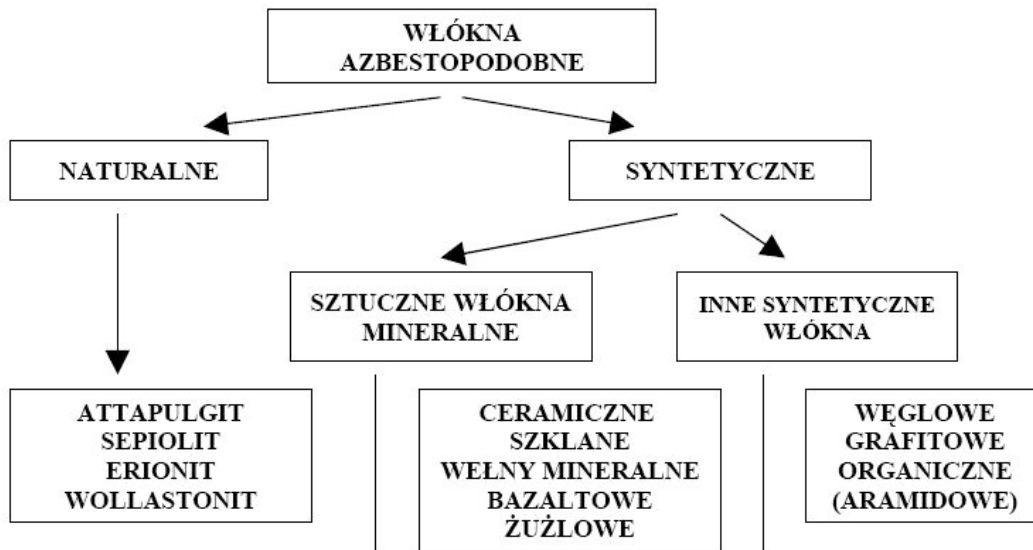 WŁÓKNA
AZBESTOPODOBNE
NATURALNE
SYNTETYCZNE
SZTUCZNE WŁÓKNA
MINERALNE
INNE SYNTETYCZNE
WŁÓKNA
ATTAPULGIT
SEPIOLIT
ERIONIT
WOLLASTONIT
CERAMICZNE
SZKLANE
WEŁNY MINERALNE
BAZALTOWE
ŻUŻLOWE
WĘGLOWE
GRAFITOWE
ORGANICZNE
(ARAMIDOWE)